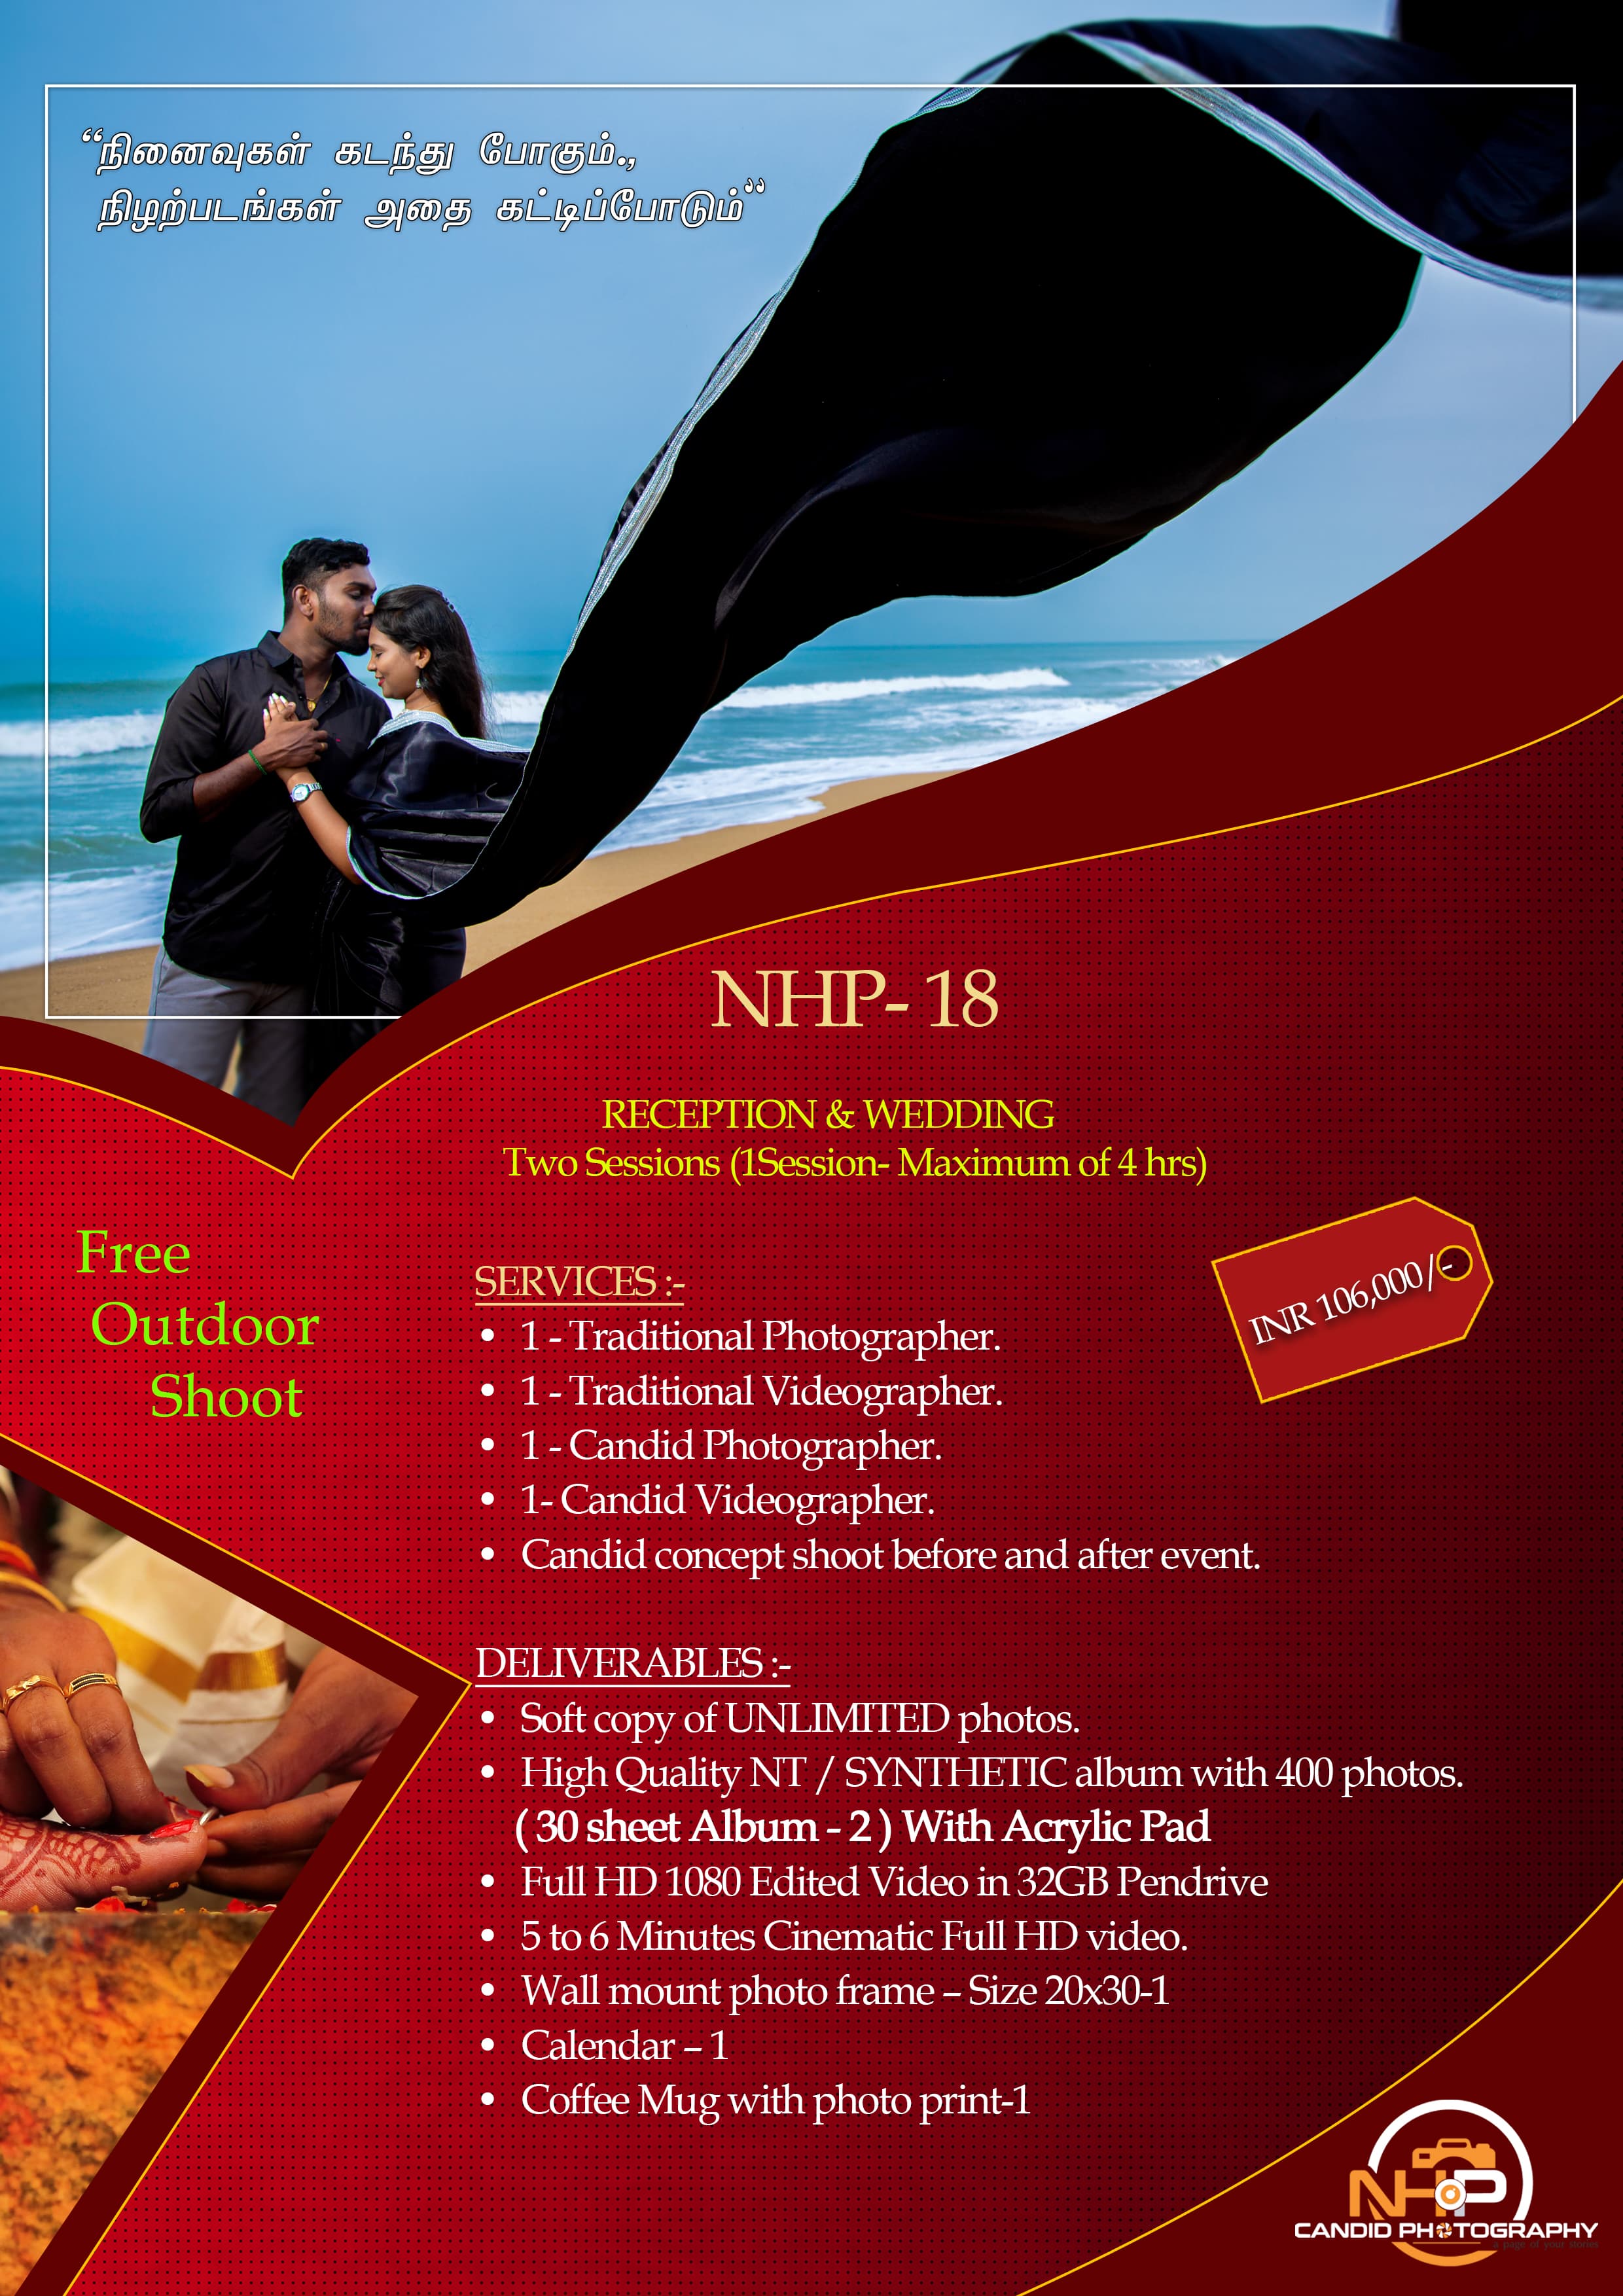 “நினைவுகள் கடந்து போகும்.,
நிழற்படங்கள் அதை கட்டிப்போடும்”
NHP- 18
RECEPTION & WEDDING
Two Sessions (1Session- Maximum of 4 hrs)
Free
Outdoor
Shoot
INR 106,000/-
SERVICES :-
• 1 - Traditional Photographer.
• 1 - Traditional Videographer.
• 1 - Candid Photographer.
• 1- Candid Videographer.
• Candid concept shoot before and after event.
DELIVERABLES :-
• Soft copy of UNLIMITED photos.
• High Quality NT / SYNTHETIC album with 400 photos.
( 30 sheet Album - 2 ) With Acrylic Pad
• Full HD 1080 Edited Video in 32GB Pendrive
• 5 to 6 Minutes Cinematic Full HD video.
• Wall mount photo frame – Size 20x30-1
• Calendar – 1
• Coffee Mug with photo print-1
NHP
CANDID PHOTOGRAPHY
a page of your stories